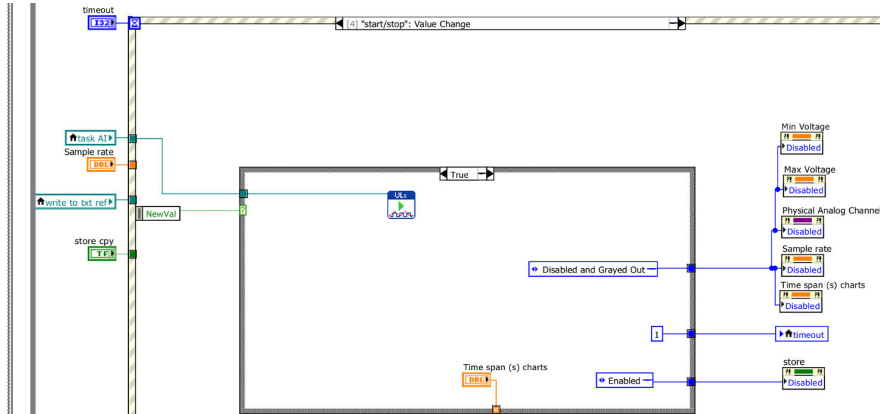 timeout
I32
[4] "start/stop": Value Change
task AI
Sample rate
DBL
write to txt ref
NewVal
store cpy
TF
True
ULx
Disabled and Grayed Out
1
Time span (s) charts
DBL
Enabled
Min Voltage
Disabled
Max Voltage
Disabled
Physical Analog Channel
Disabled
Sample rate
Disabled
Time span (s) charts
Disabled
timeout
store
Disabled